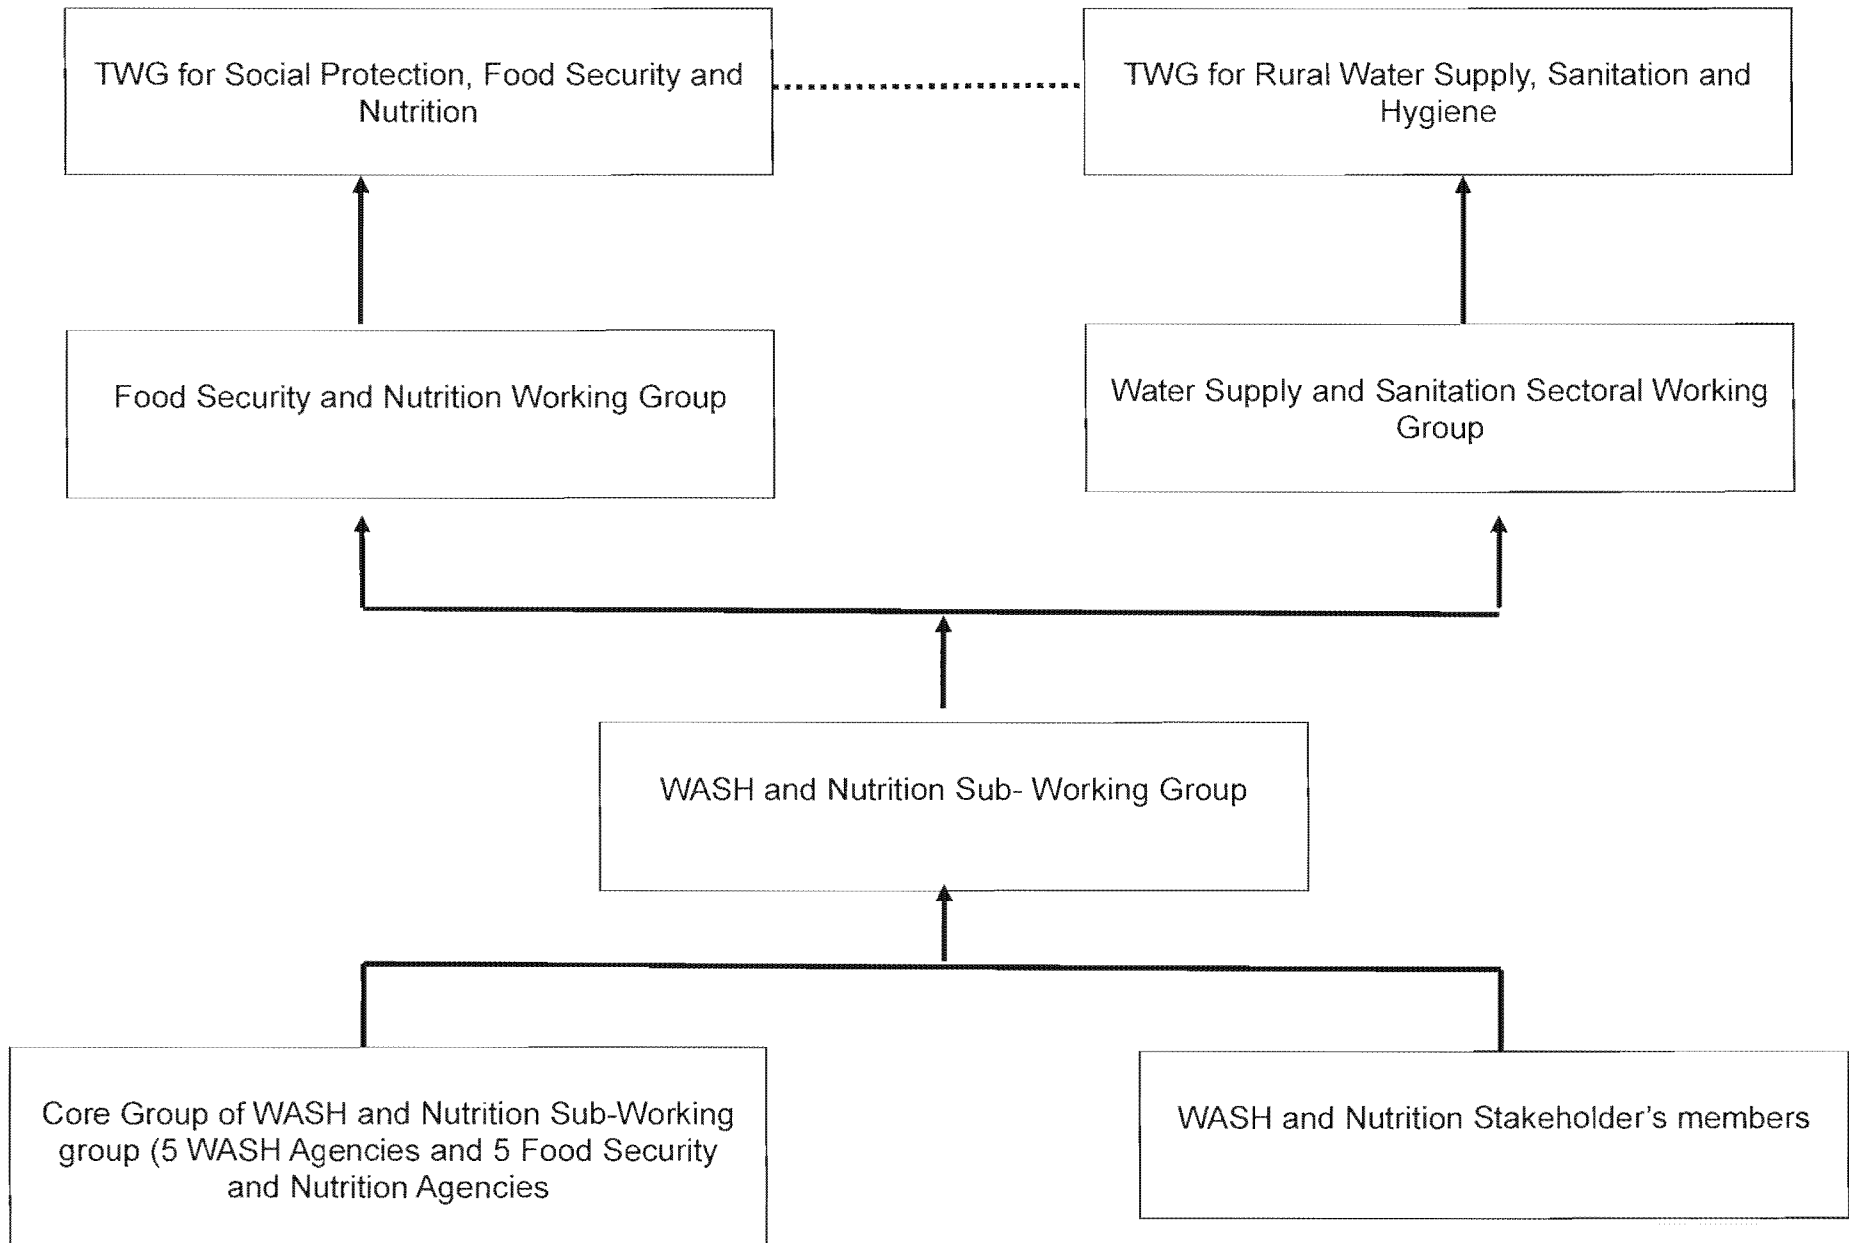 TWG for Social Protection, Food Security and
Nutrition
TWG for Rural Water Supply, Sanitation and
Hygiene
Food Security and Nutrition Working Group
Water Supply and Sanitation Sectoral Working
Group
WASH and Nutrition Sub- Working Group
Core Group of WASH and Nutrition Sub-Working
group (5 WASH Agencies and 5 Food Security
and Nutrition Agencies
WASH and Nutrition Stakeholder's members